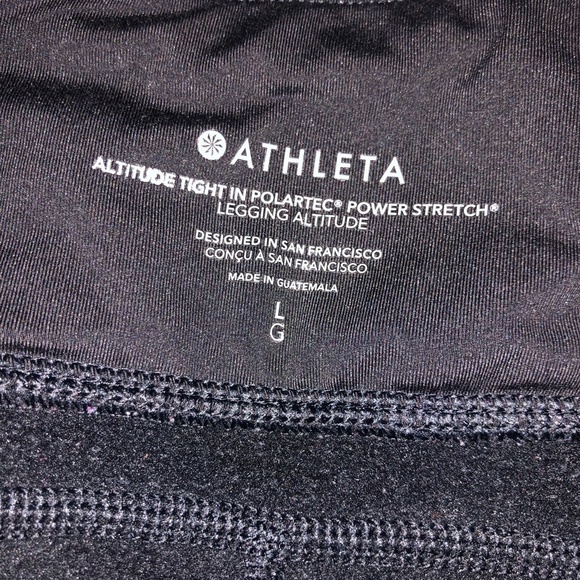 ATHLETA
ALTITUDE TIGHT IN POLARTEC® POWER STRETCH®
LEGGING ALTITUDE
DESIGNED IN SAN FRANCISCO
CONÇU À SAN FRANCISCO
MADE IN GUATEMALA
L
G